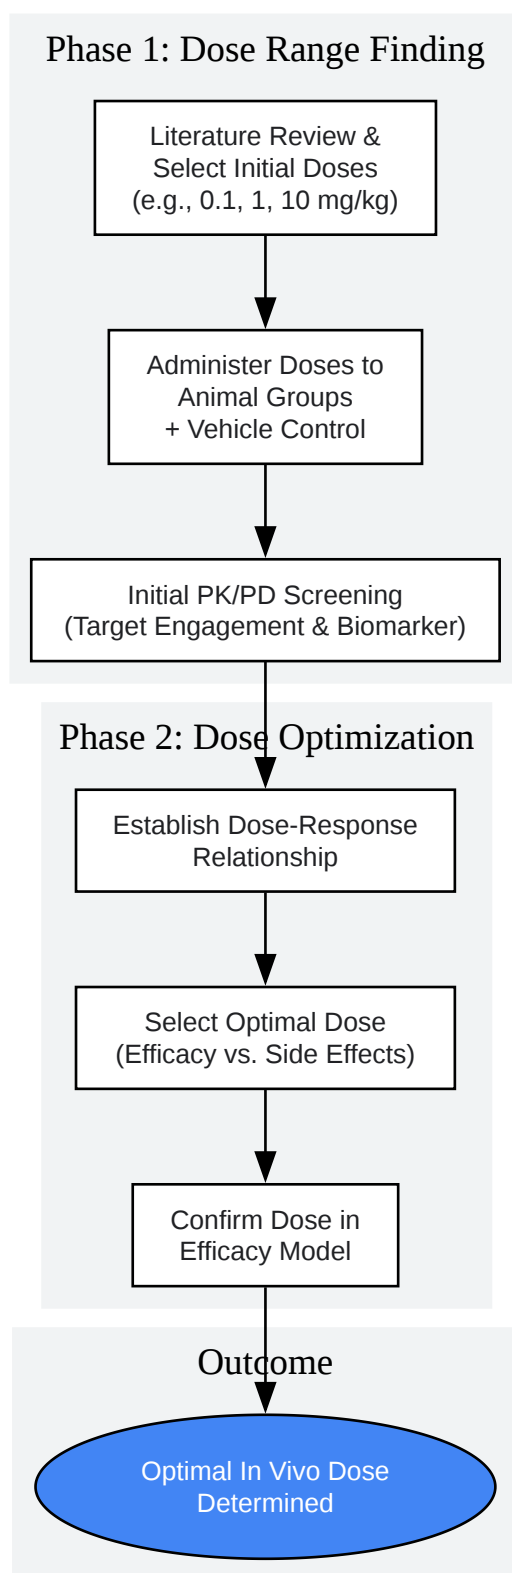 Phase 1: Dose Range Finding
Literature Review &
Select Initial Doses
(e.g., 0.1, 1, 10 mg/kg)
Administer Doses to
Animal Groups
+ Vehicle Control
Initial PK/PD Screening
(Target Engagement & Biomarker)
Phase 2: Dose Optimization
Establish Dose-Response
Relationship
Select Optimal Dose
(Efficacy vs. Side Effects)
Confirm Dose in
Efficacy Model
Outcome
Optimal In Vivo Dose
Determined